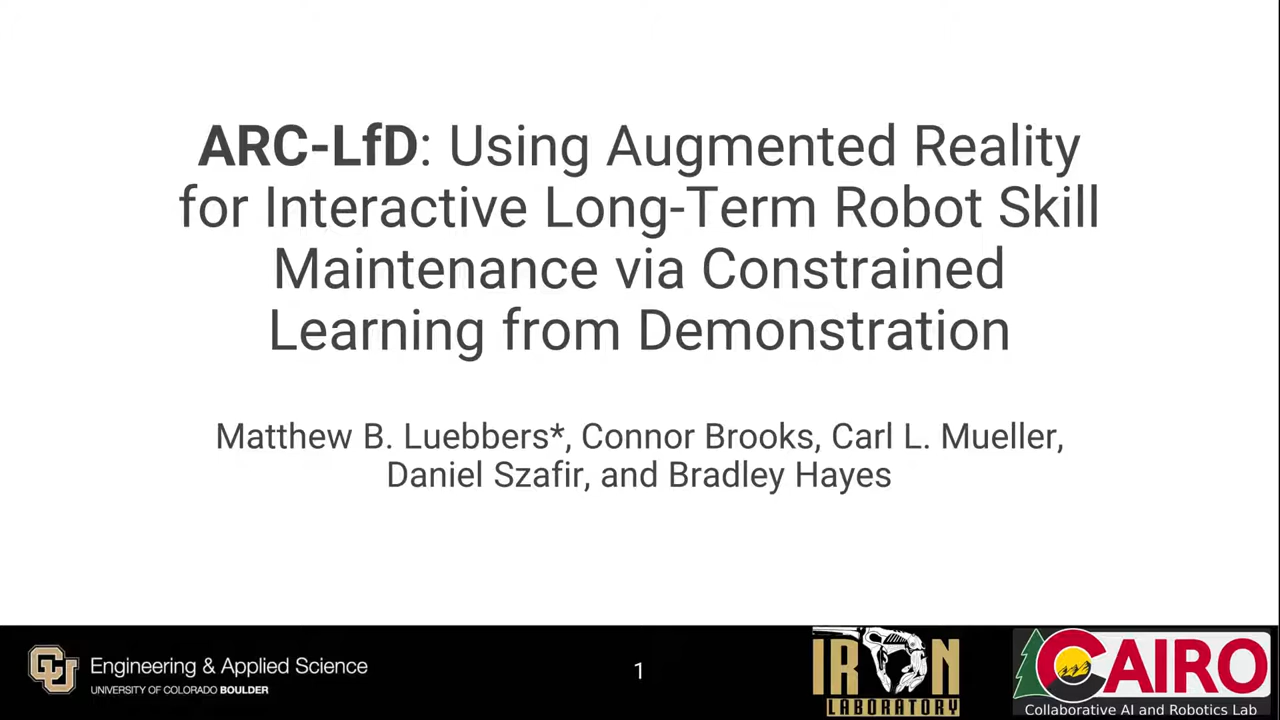 ARC-LfD: Using Augmented Reality
for Interactive Long-Term Robot Skill
Maintenance via Constrained
Learning from Demonstration
Matthew B. Luebbers*, Connor Brooks, Carl L. Mueller,
Daniel Szafir, and Bradley Hayes
CU
Engineering & Applied Science
UNIVERSITY OF COLORADO BOULDER
1
IRON
LABORATORY
CAIRO
Collaborative AI and Robotics Lab